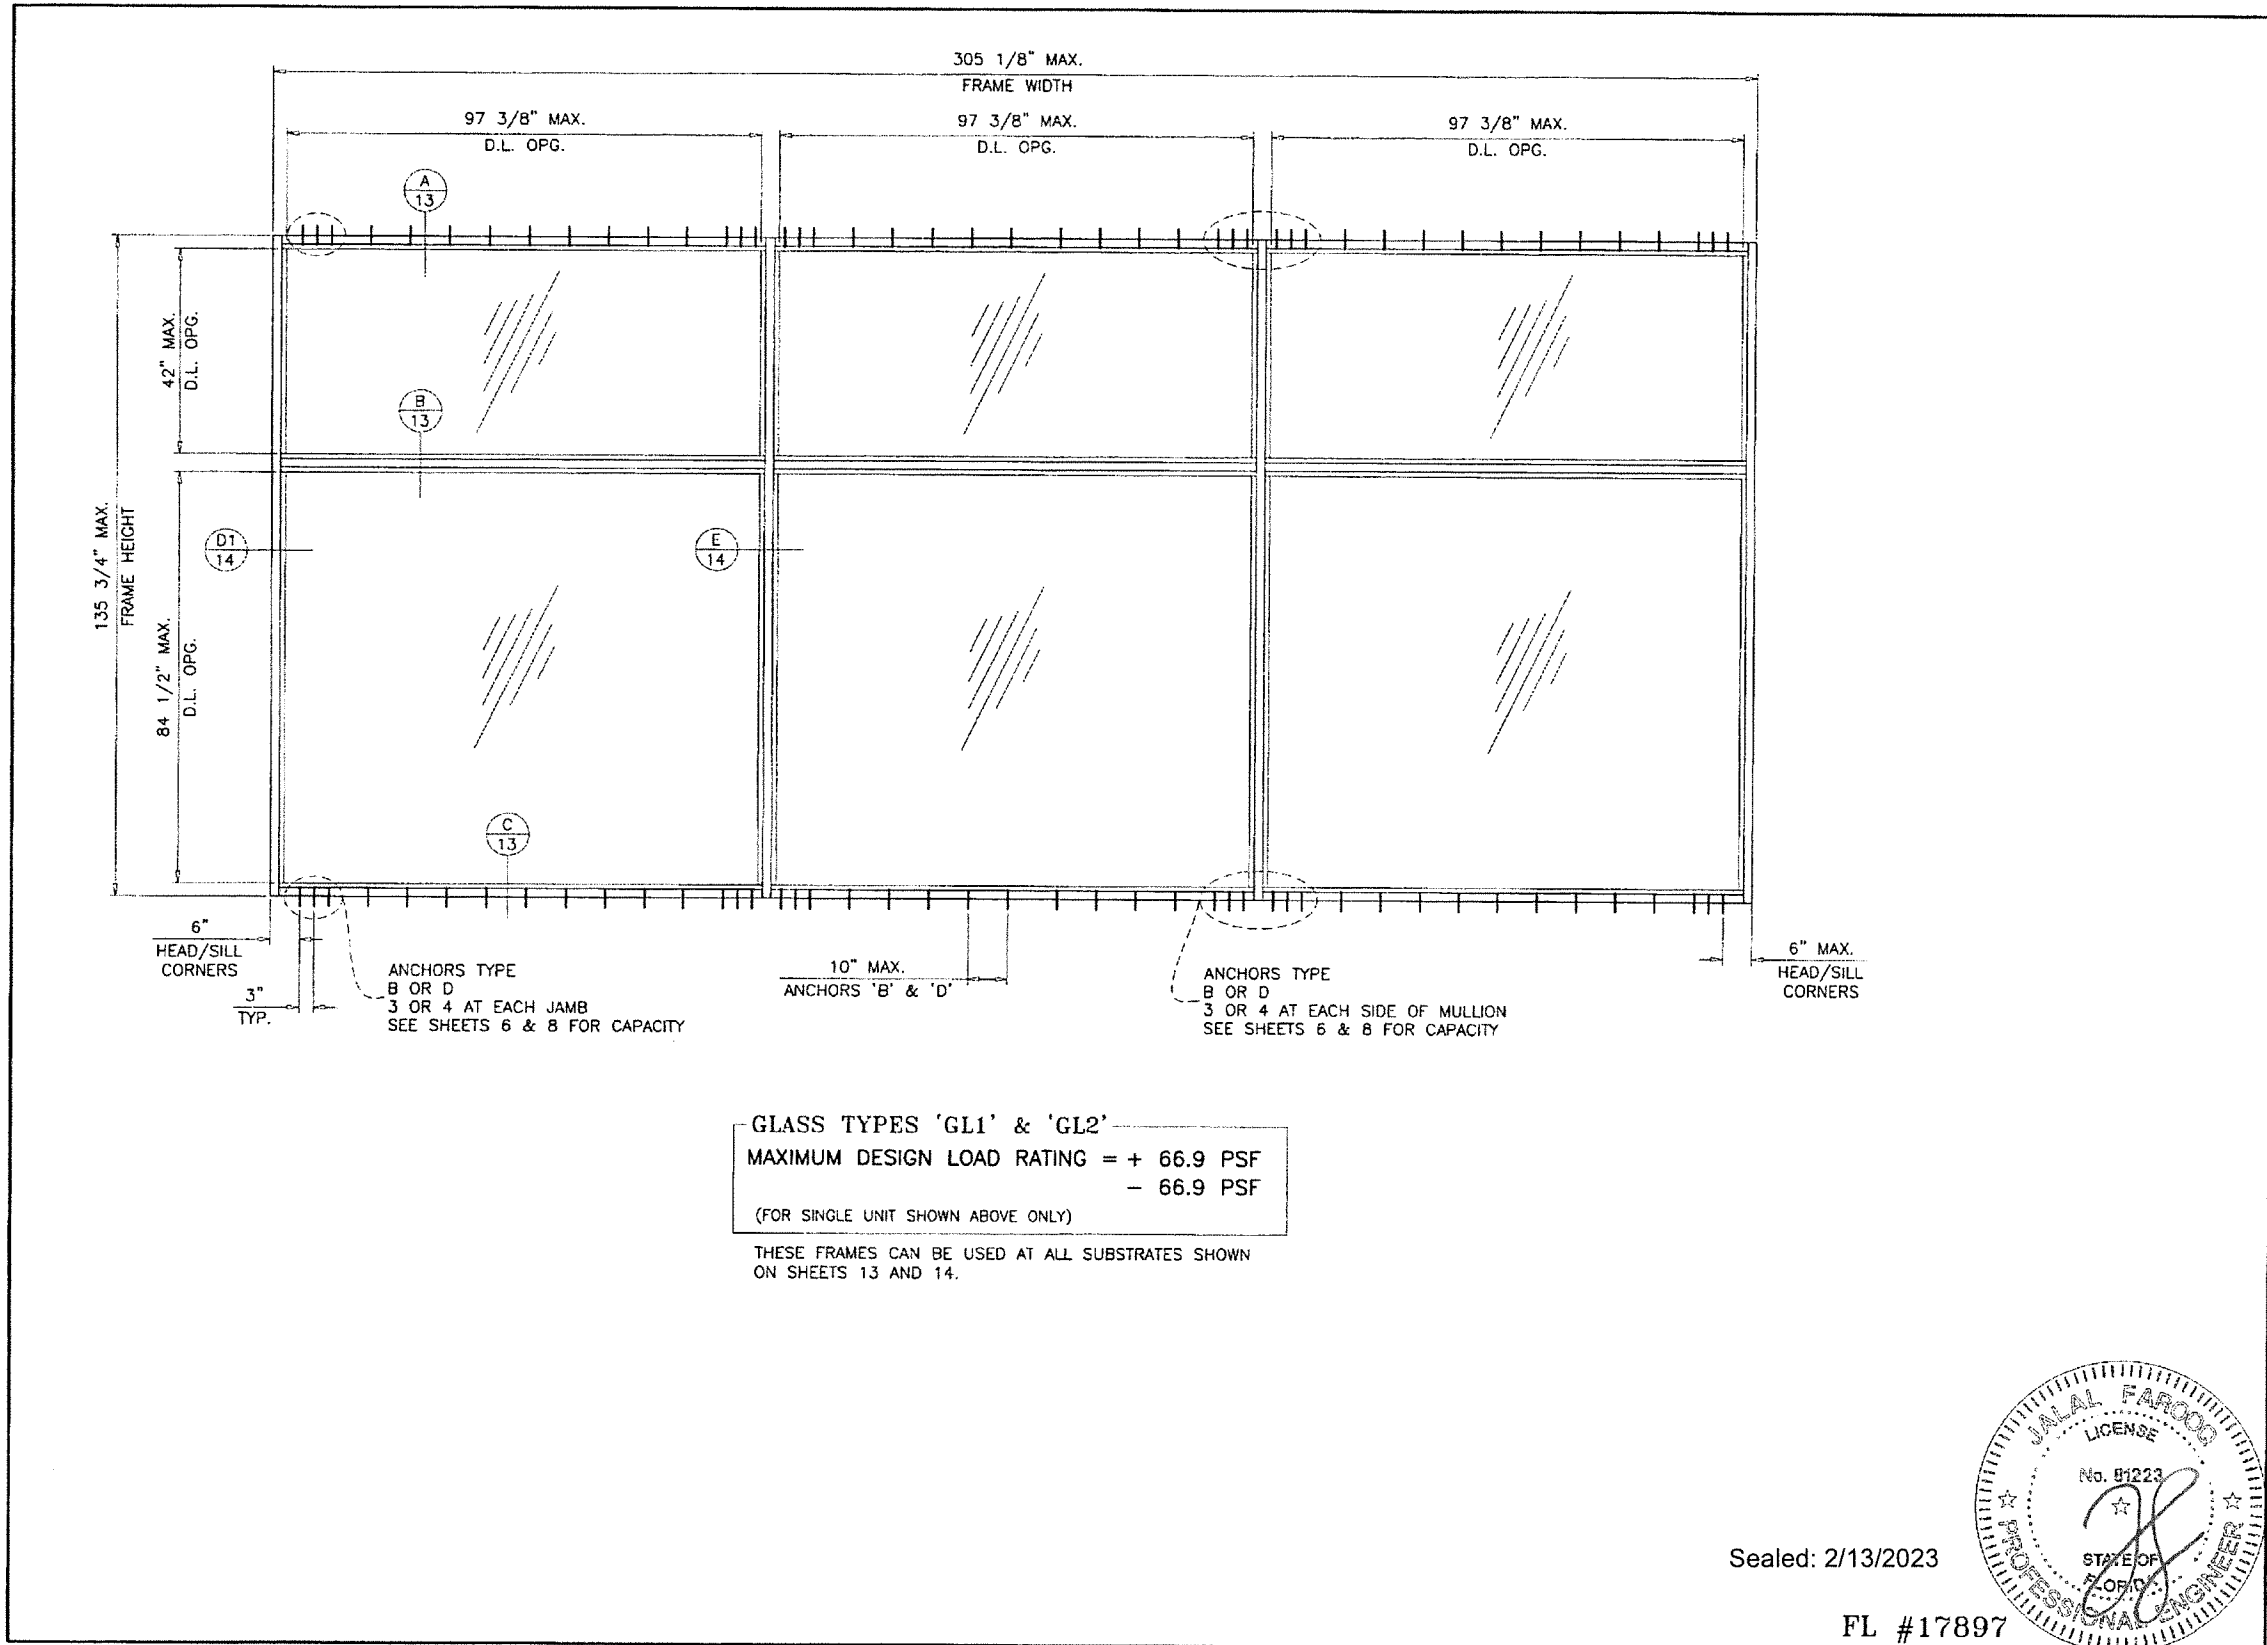 305 1/8" MAX.
FRAME WIDTH
97 3/8" MAX.
D.L. OPG.
97 3/8" MAX.
D.L. OPG.
97 3/8" MAX.
D.L. OPG.
A
13
42" MAX.
D.L. OPG.
B
13
135 3/4" MAX.
FRAME HEIGHT
D1
14
E
14
84 1/2" MAX.
D.L. OPG.
C
13
6"
HEAD/SILL
CORNERS
3"
TYP.
ANCHORS TYPE
B OR D
3 OR 4 AT EACH JAMB
SEE SHEETS 6 & 8 FOR CAPACITY
10" MAX.
ANCHORS 'B' & 'D'
ANCHORS TYPE
B OR D
3 OR 4 AT EACH SIDE OF MULLION
SEE SHEETS 6 & 8 FOR CAPACITY
6" MAX.
HEAD/SILL
CORNERS
GLASS TYPES 'GL1' & 'GL2'
MAXIMUM DESIGN LOAD RATING = + 66.9 PSF
− 66.9 PSF
(FOR SINGLE UNIT SHOWN ABOVE ONLY)
THESE FRAMES CAN BE USED AT ALL SUBSTRATES SHOWN
ON SHEETS 13 AND 14.
JALAL FAROOQ
LICENSE
No. 81223
STATE OF
FLORIDA
PROFESSIONAL ENGINEER
Sealed: 2/13/2023
FL #17897